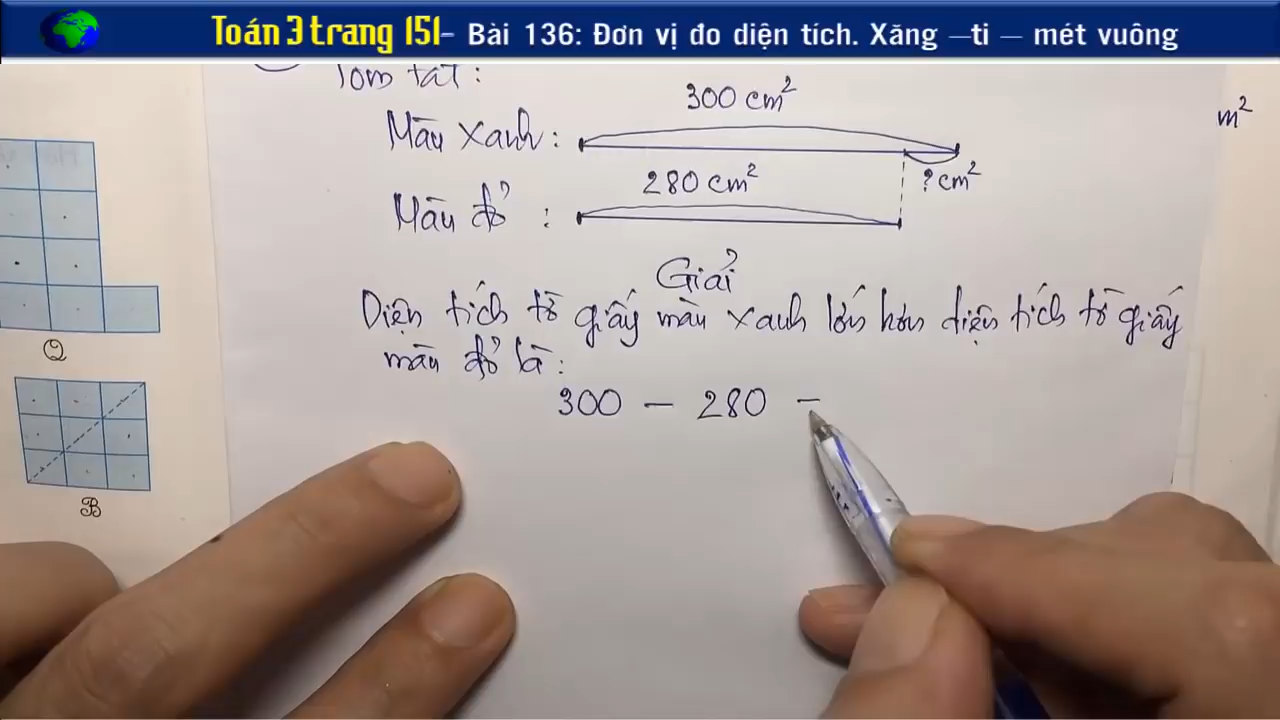 Toán 3 trang 151- Bài 136: Đơn vị đo diện tích. Xăng –ti – mét vuông
Tóm tắt:
300 cm²
Màu xanh:
? cm²
280 cm²
Màu đỏ :
Giải
Diện tích tờ giấy màu xanh lớn hơn diện tích tờ giấy
màu đỏ là:
300 – 280 –
m²
Q
B